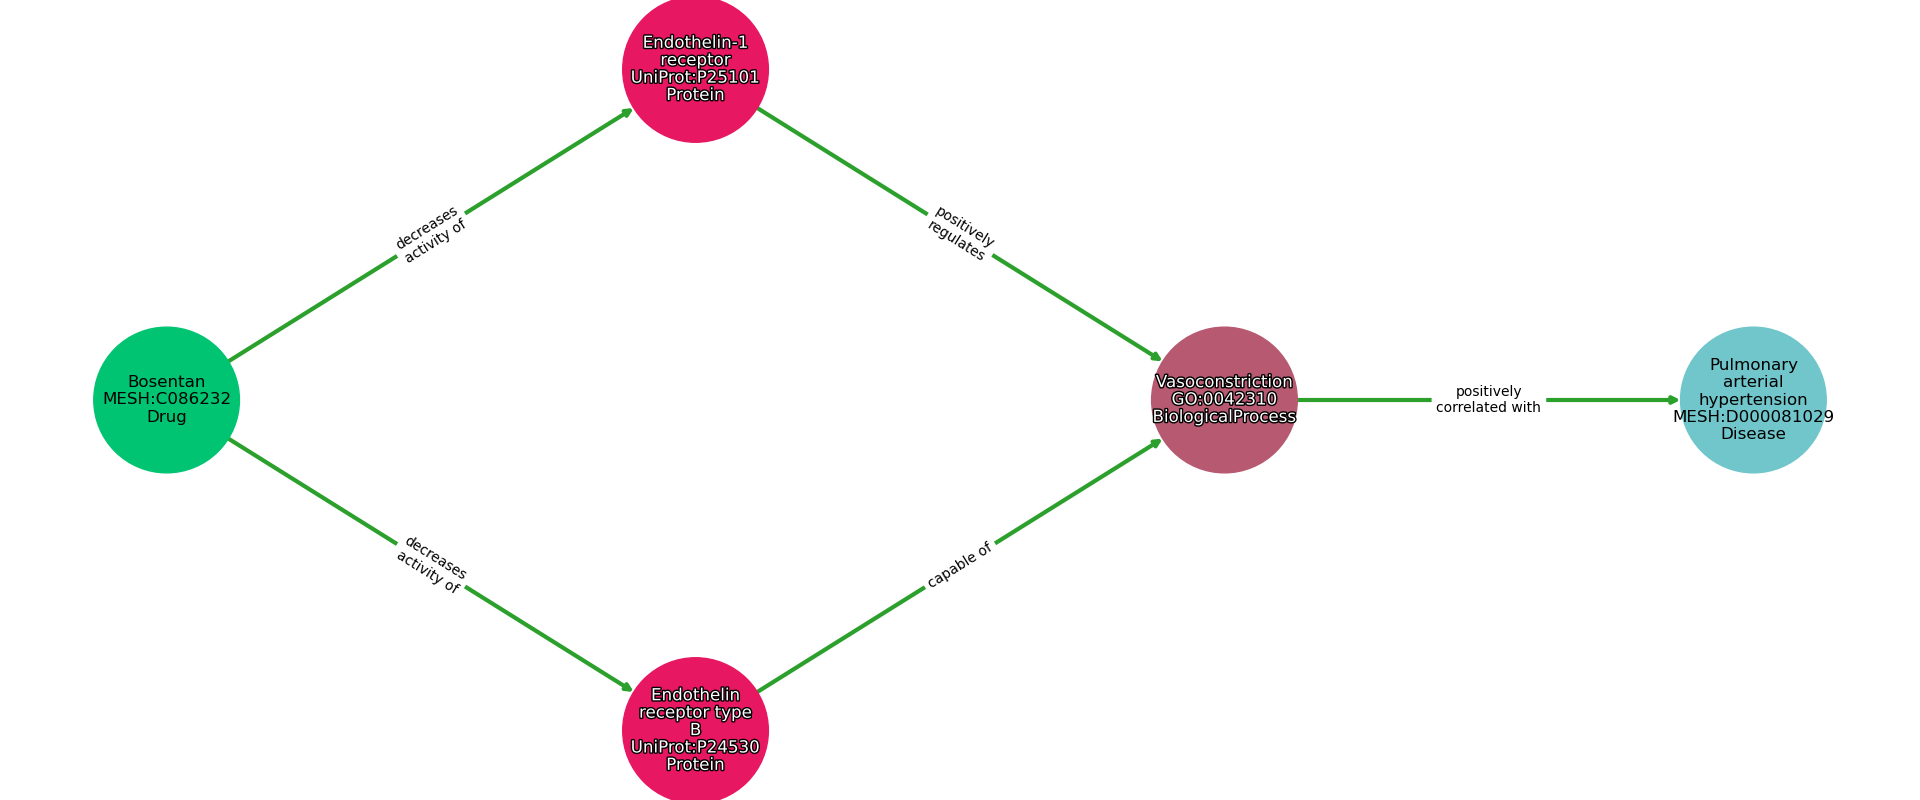 Endothelin-1
receptor
UniProt:P25101
Protein
decreases
activity of
positively
regulates
Bosentan
MESH:C086232
Drug
Vasoconstriction
GO:0042310
BiologicalProcess
positively
correlated with
Pulmonary
arterial
hypertension
MESH:D000081029
Disease
decreases
activity of
capable of
Endothelin
receptor type
B
UniProt:P24530
Protein